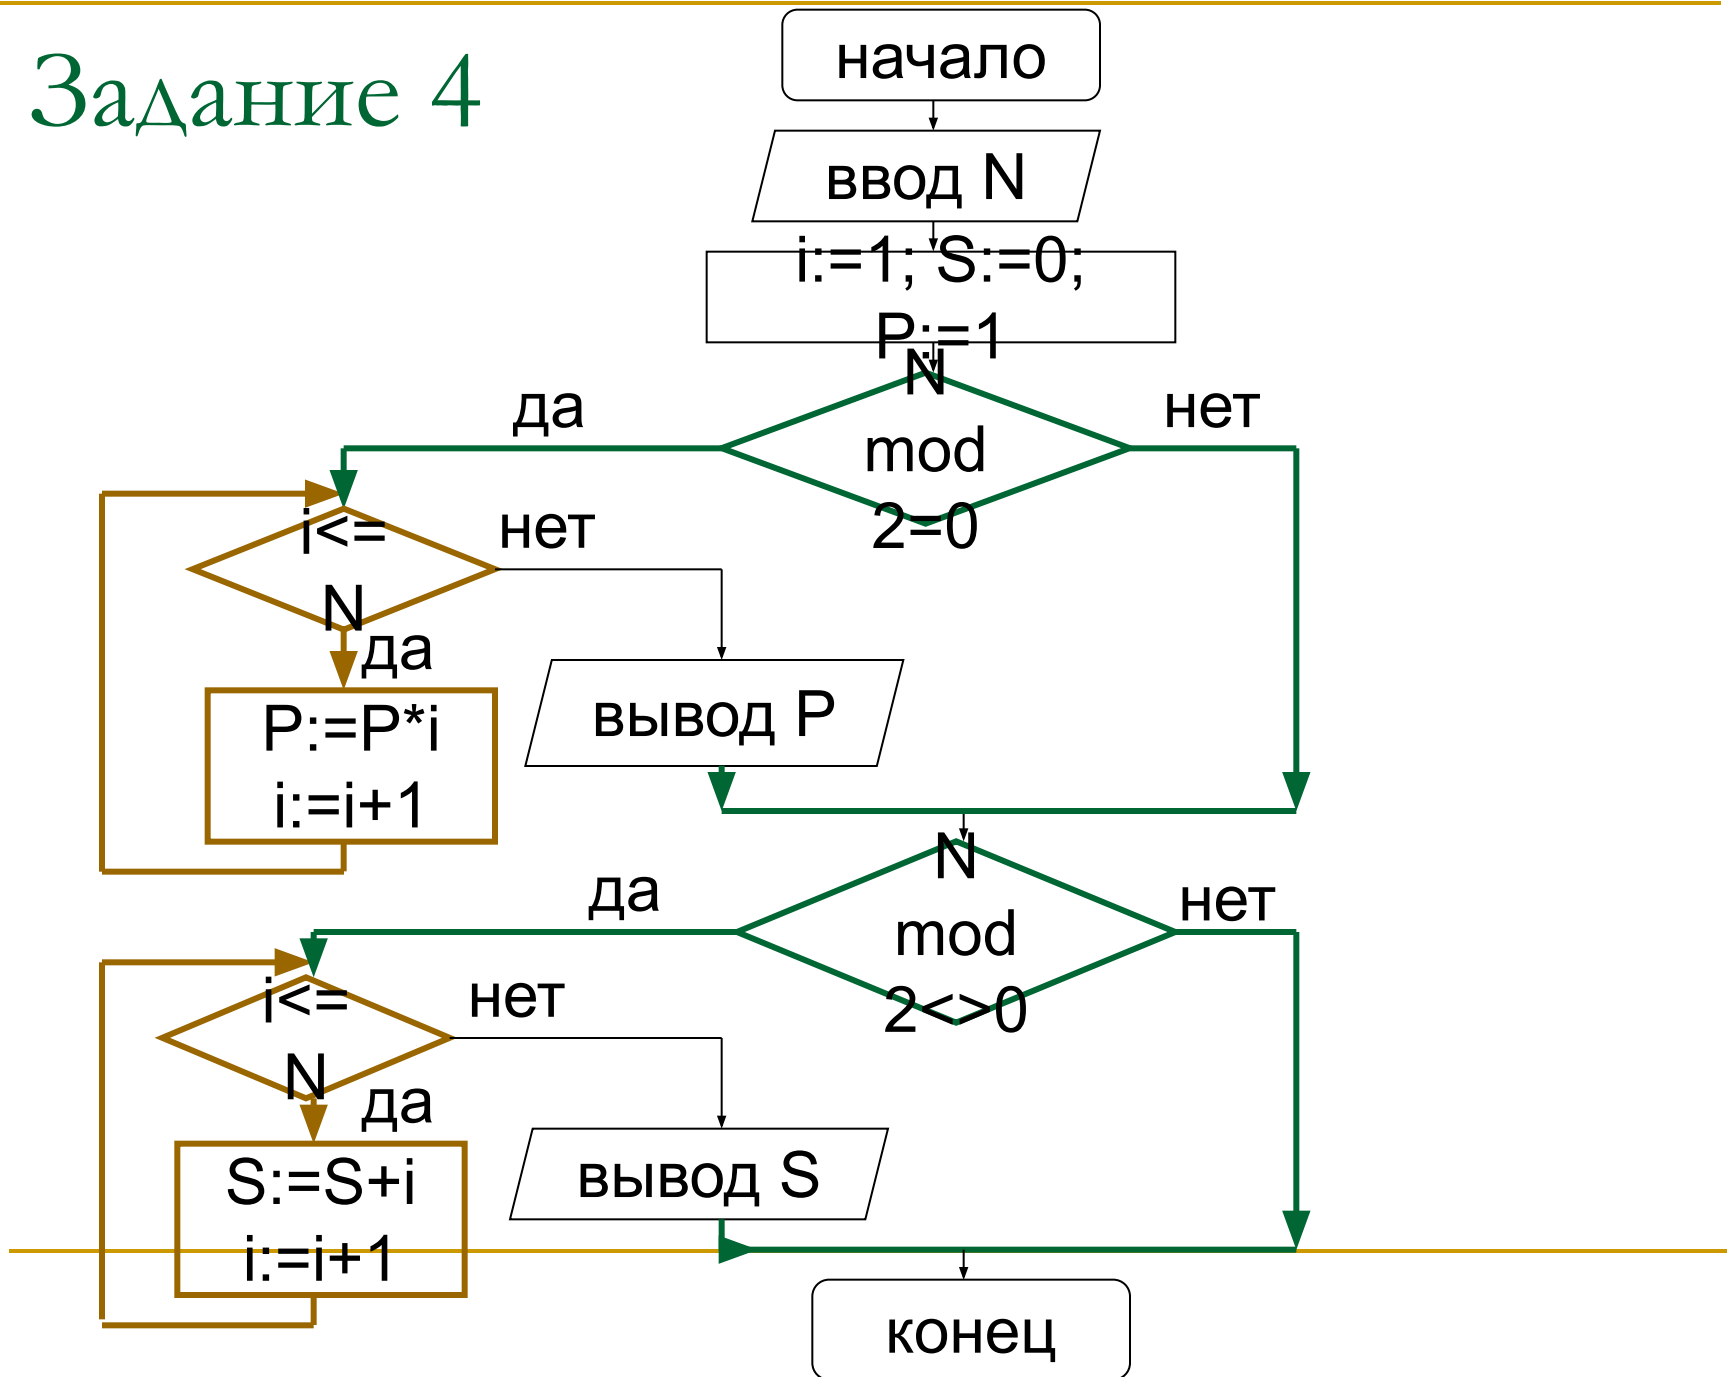 Задание 4
начало
ввод N
i:=1; S:=0;
P:=1
N
mod
2=0
да
нет
i<=
N
нет
да
P:=P*i
i:=i+1
вывод P
N
mod
2<>0
да
нет
i<=
N
нет
да
S:=S+i
i:=i+1
вывод S
конец